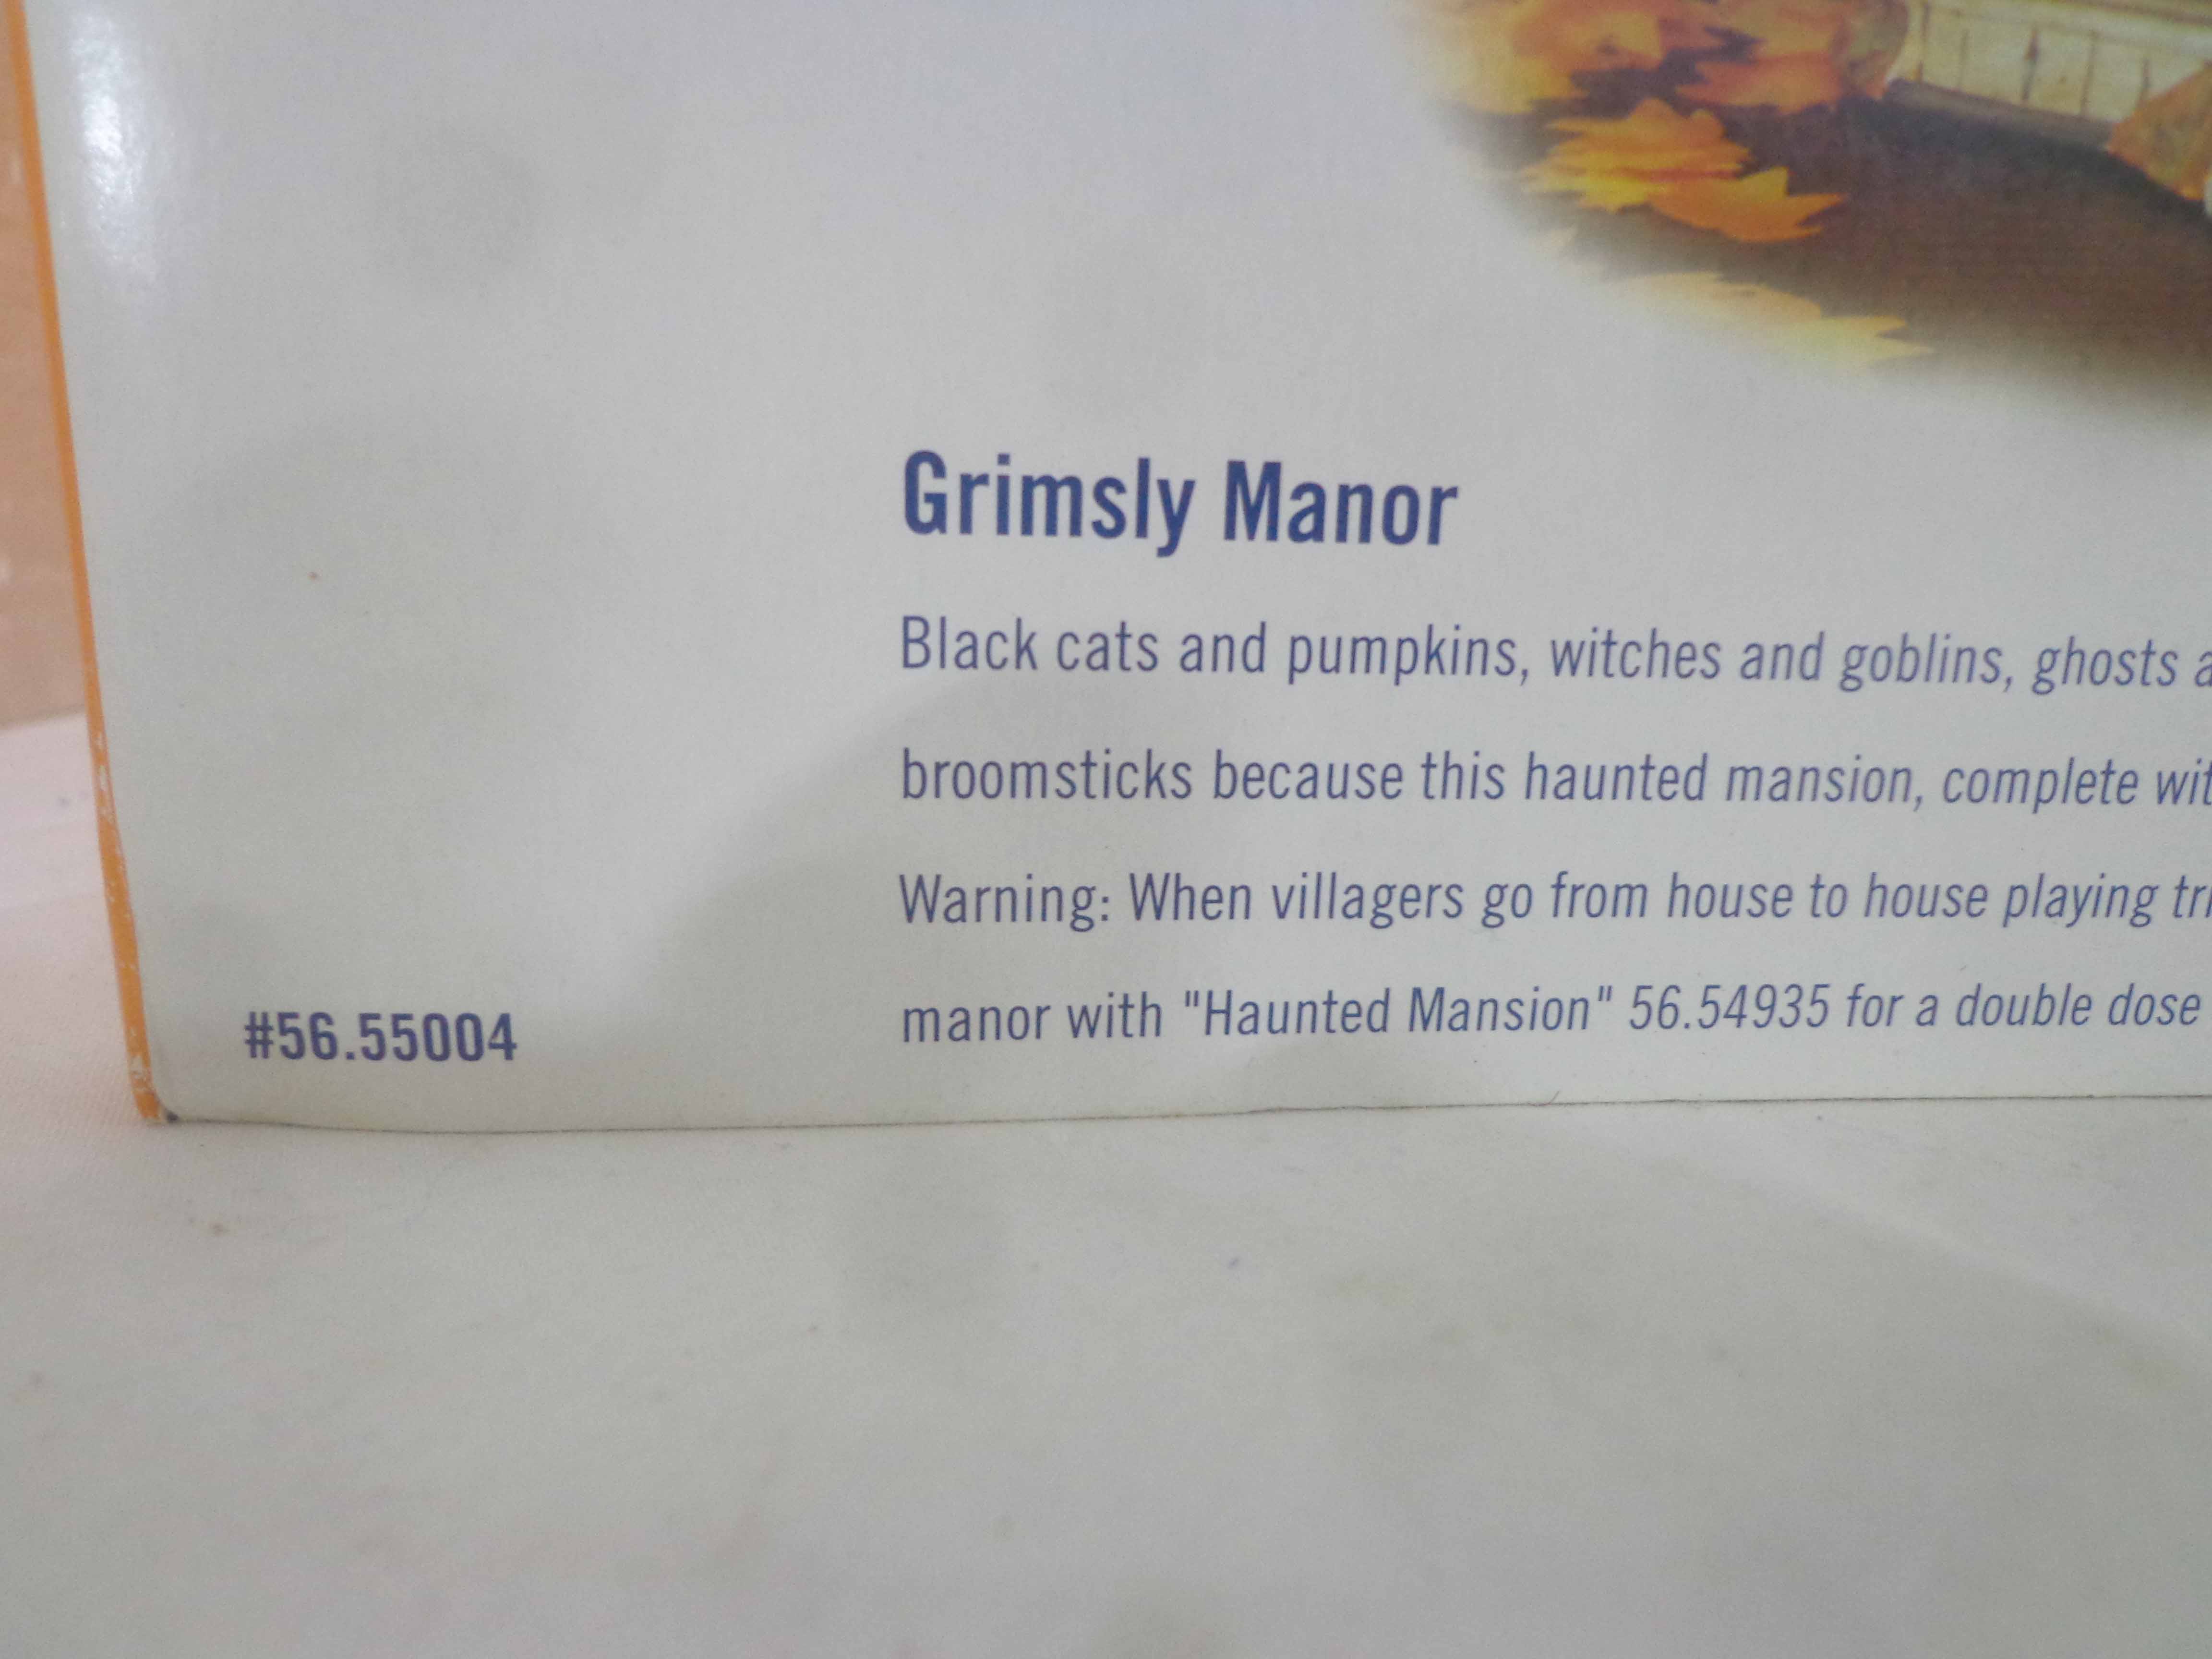 Grimsly Manor
Black cats and pumpkins, witches and goblins, ghosts
broomsticks because this haunted mansion, complete
Warning: When villagers go from house to house playing
manor with "Haunted Mansion" 56.54935 for a double dose
#56.55004